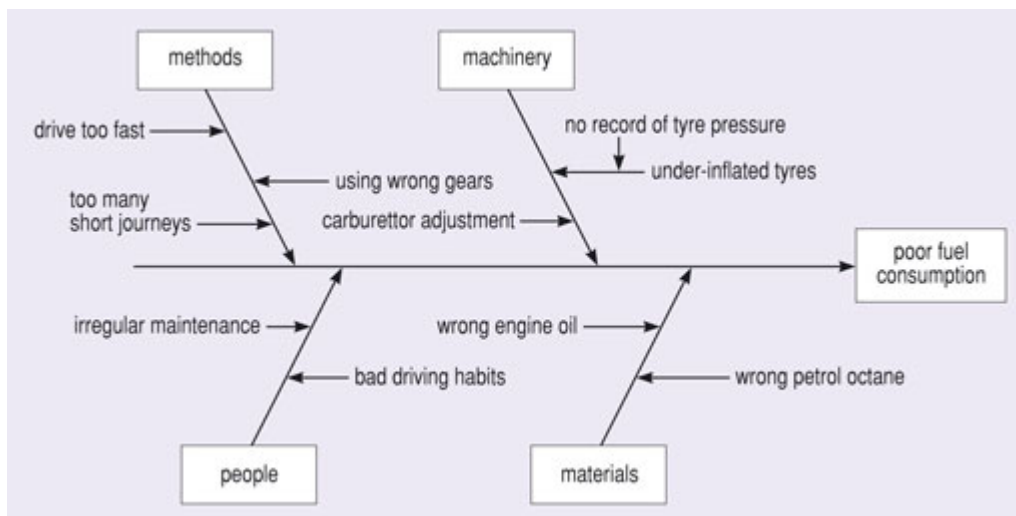 methods
machinery
drive too fast
no record of tyre pressure
under-inflated tyres
using wrong gears
too many
short journeys
carburettor adjustment
poor fuel
consumption
irregular maintenance
wrong engine oil
bad driving habits
wrong petrol octane
people
materials